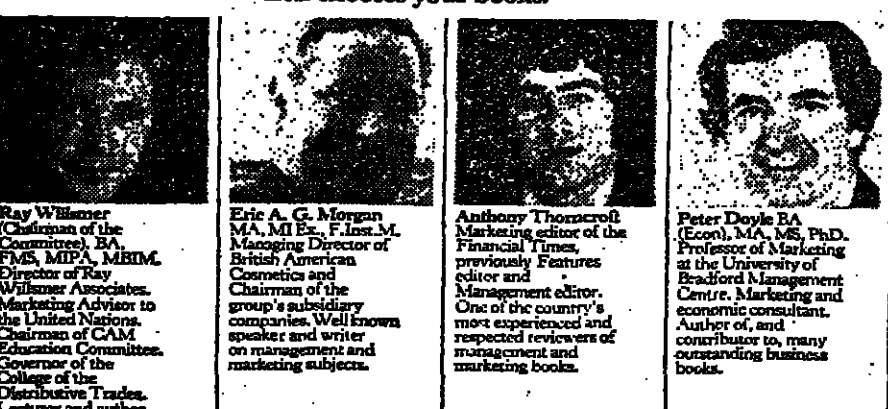 chooses your books.
Ray Willsmer
(Chairman of the
Committee), BA,
FMS, MIPA, MBIM.
Director of Ray
Willsmer Associates.
Marketing Advisor to
the United Nations.
Chairman of CAM
Education Committee.
Governor of the
College of the
Distributive Trades.
Lecturer and author
Eric A. G. Morgan
MA, MI Ex., F.Inst.M.
Managing Director of
British American
Cosmetics and
Chairman of the
group's subsidiary
companies. Well known
speaker and writer
on management and
marketing subjects.
Anthony Thorncroft
Marketing editor of the
Financial Times,
previously Features
editor and
Management editor.
One of the country's
most experienced and
respected reviewers of
management and
marketing books.
Peter Doyle BA
(Econ), MA, MS, PhD.
Professor of Marketing
at the University of
Bradford Management
Centre. Marketing and
economic consultant.
Author of, and
contributor to, many
outstanding business
books.